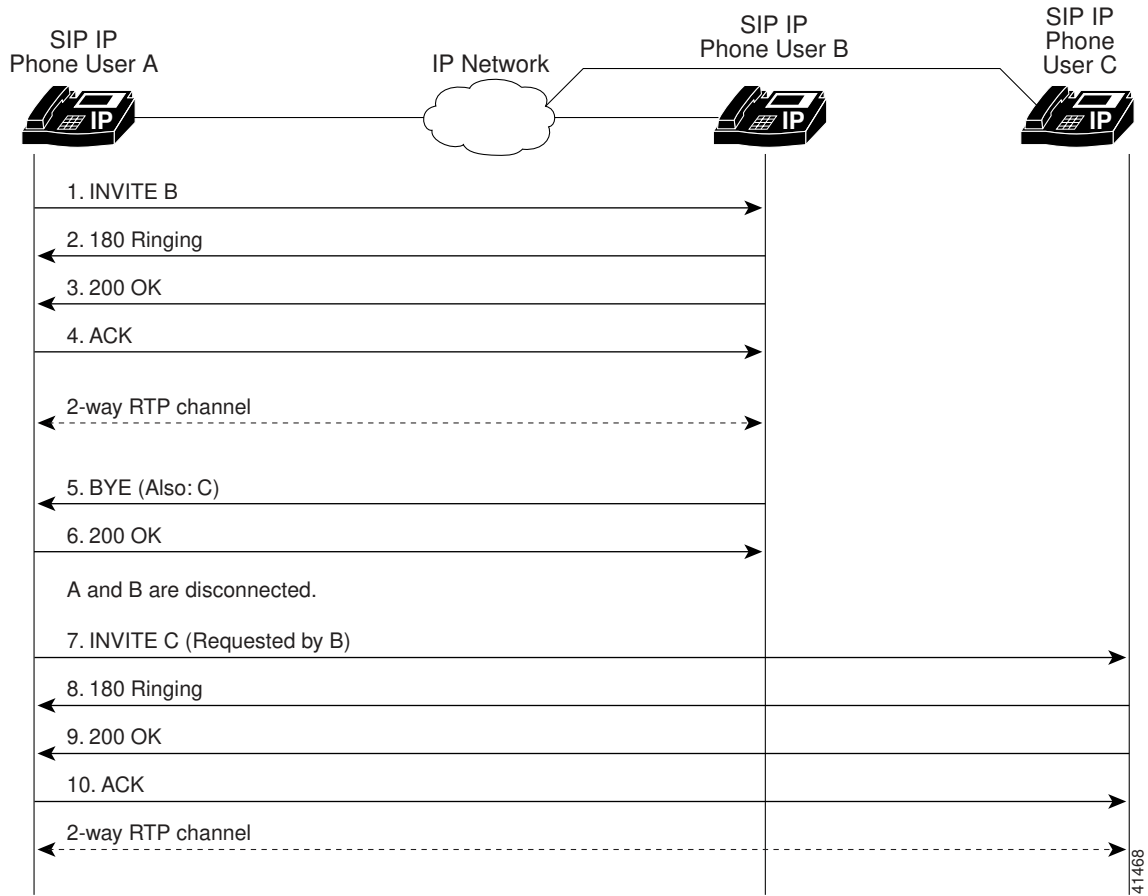 SIP IP
Phone User A
IP Network
SIP IP
Phone User B
SIP IP
Phone
User C
IP
IP
IP
1. INVITE B
2. 180 Ringing
3. 200 OK
4. ACK
2-way RTP channel
5. BYE (Also: C)
6. 200 OK
A and B are disconnected.
7. INVITE C (Requested by B)
8. 180 Ringing
9. 200 OK
10. ACK
2-way RTP channel
41468